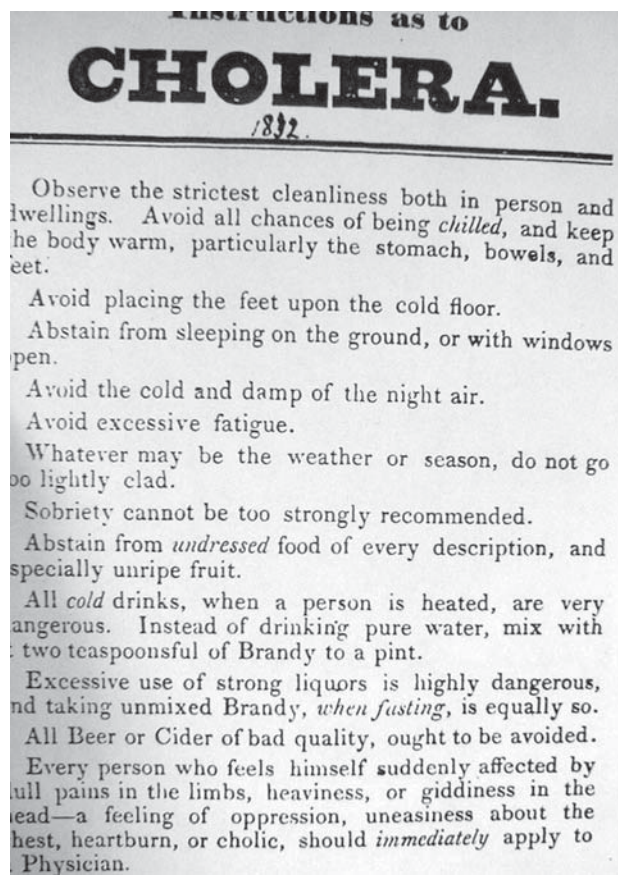 Instructions as to
CHOLERA.
1832.
Observe the strictest cleanliness both in person and
dwellings. Avoid all chances of being chilled, and keep
he body warm, particularly the stomach, bowels, and
eet.
Avoid placing the feet upon the cold floor.
Abstain from sleeping on the ground, or with windows
pen.
Avoid the cold and damp of the night air.
Avoid excessive fatigue.
Whatever may be the weather or season, do not go
oo lightly clad.
Sobriety cannot be too strongly recommended.
Abstain from undressed food of every description, and
specially unripe fruit.
All cold drinks, when a person is heated, are very
angerous. Instead of drinking pure water, mix with
t two teaspoonsful of Brandy to a pint.
Excessive use of strong liquors is highly dangerous,
nd taking unmixed Brandy, when fasting, is equally so.
All Beer or Cider of bad quality, ought to be avoided.
Every person who feels himself suddenly affected by
ull pains in the limbs, heaviness, or giddiness in the
ead—a feeling of oppression, uneasiness about the
hest, heartburn, or cholic, should immediately apply to
Physician.